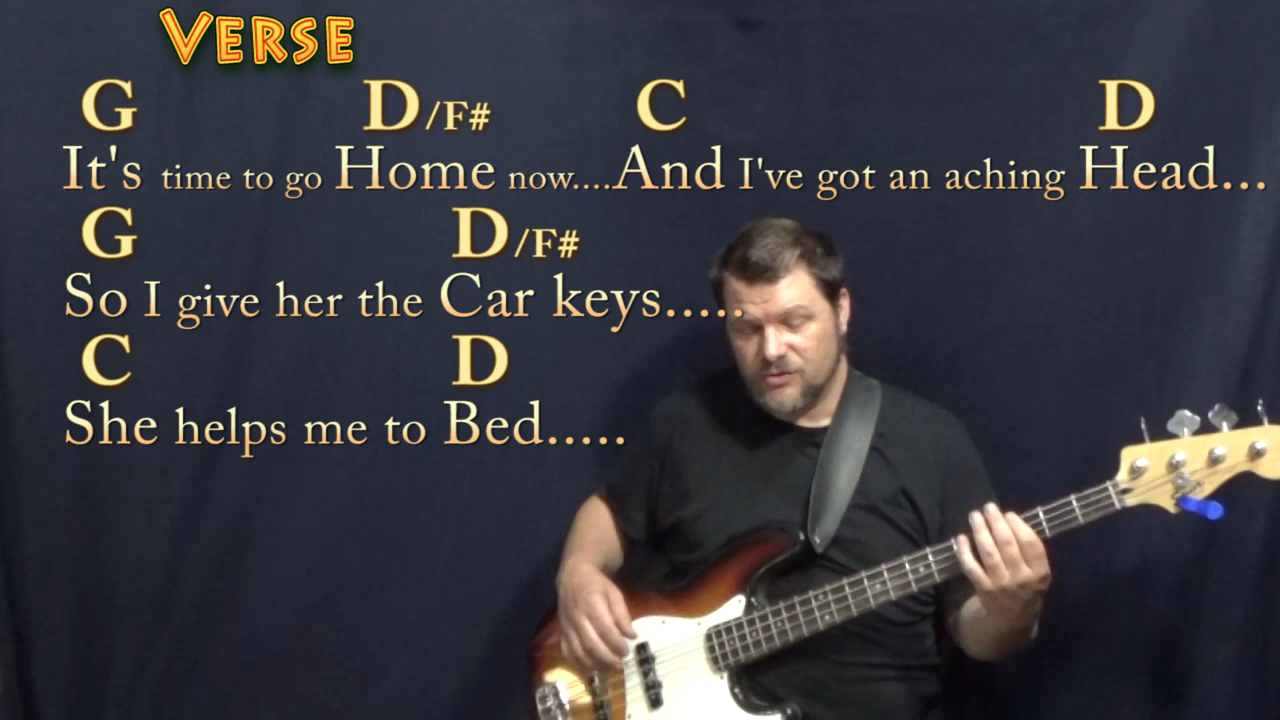 VERSE
G D/F# C D
It's time to go Home now....And I've got an aching Head...
G D/F#
So I give her the Car keys.....
C D
She helps me to Bed.....